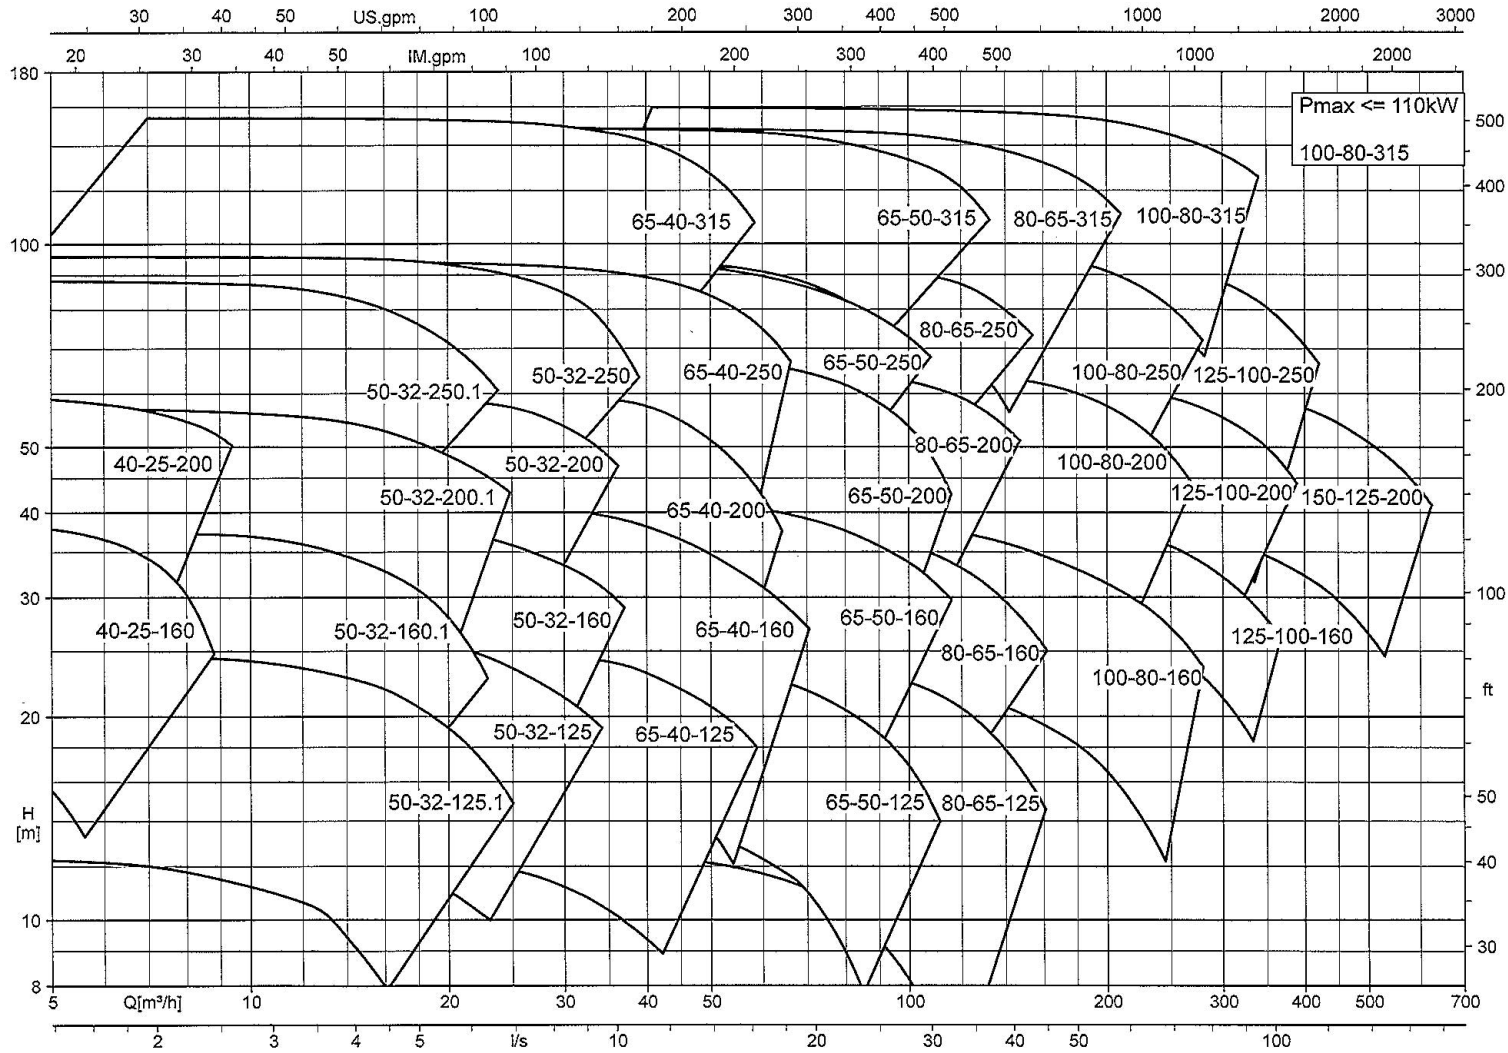 30 40 50 US.gpm 100 200 300 400 500 1000 2000 3000
20 30 40 50 IM.gpm 100 200 300 400 500 1000 2000
180
Pmax <= 110kW
500
100-80-315
400
65-40-315 65-50-315 80-65-315 100-80-315
100
300
80-65-250
50-32-250.1 50-32-250 65-40-250 65-50-250 100-80-250 125-100-250
200
50
40-25-200 50-32-200 80-65-200 100-80-200
50-32-200.1 65-40-200 65-50-200 125-100-200 150-125-200
40
30
100
40-25-160 50-32-160.1 50-32-160 65-40-160 65-50-160 80-65-160 125-100-160
100-80-160
ft
20
50-32-125 65-40-125
50-32-125.1 65-50-125 80-65-125
50
H
[m]
40
10
30
8
5 Q[m³/h] 10 20 30 40 50 100 200 300 400 500 700
2 3 4 5 l/s 10 20 30 40 50 100